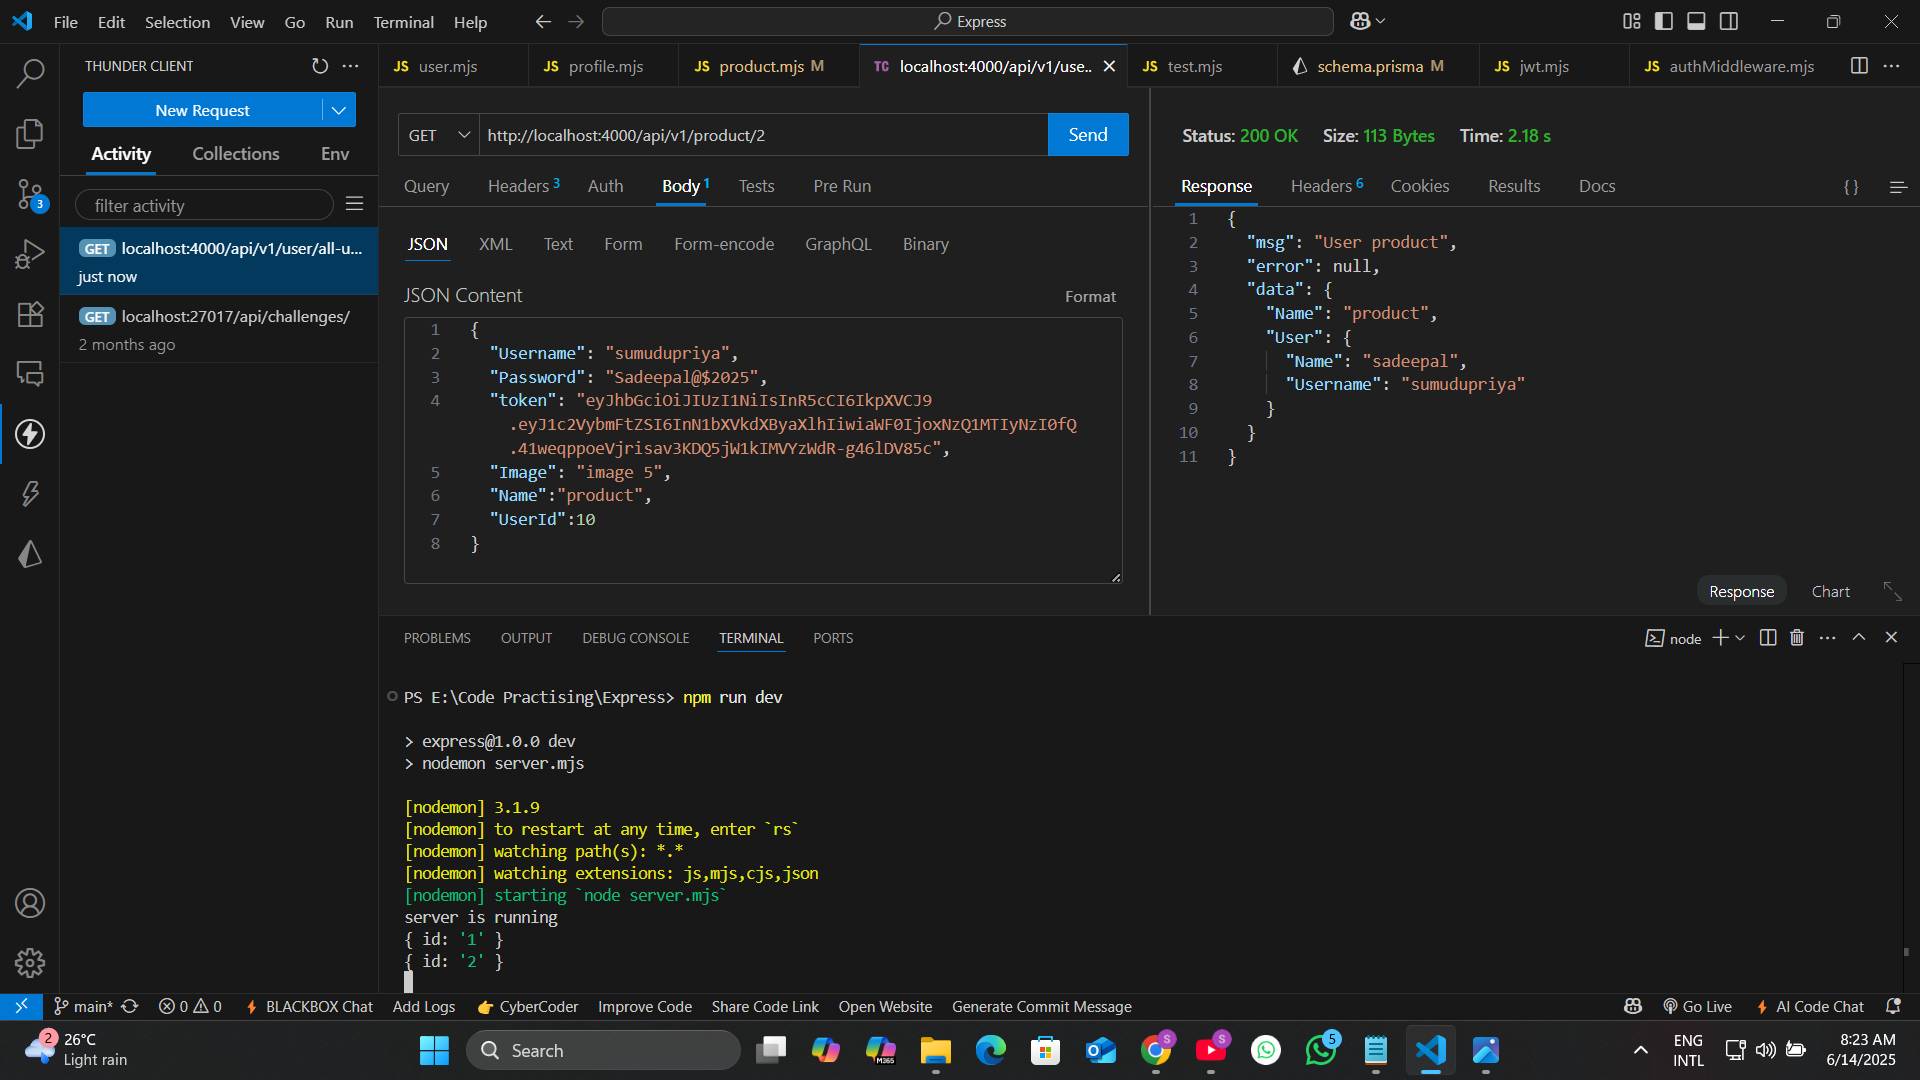 File Edit Selection View Go Run Terminal Help
Express
THUNDER CLIENT
New Request
Activity Collections Env
filter activity
GET localhost:4000/api/v1/user/all-u...
just now
GET localhost:27017/api/challenges/
2 months ago
3
JS user.mjs
JS profile.mjs
JS product.mjs M
TC localhost:4000/api/v1/use..
JS test.mjs
schema.prisma M
JS jwt.mjs
JS authMiddleware.mjs
GET http://localhost:4000/api/v1/product/2 Send
Query Headers 3 Auth Body 1 Tests Pre Run
JSON XML Text Form Form-encode GraphQL Binary
JSON Content Format
1 {
2 "Username": "sumudupriya",
3 "Password": "Sadeepal@$2025",
4 "token": "eyJhbGciOiJIUzI1NiIsInR5cCI6IkpXVCJ9
.eyJ1c2VybmFtZSI6InN1bXVkdXByaXlhIiwiaWF0IjoxNzQ1MTIyNzI0fQ
.41weqppoeVjrisav3KDQ5jW1kIMVYzWdR-g46lDV85c",
5 "Image": "image 5",
6 "Name":"product",
7 "UserId":10
8 }
Status: 200 OK Size: 113 Bytes Time: 2.18 s
Response Headers 6 Cookies Results Docs { }
1 {
2 "msg": "User product",
3 "error": null,
4 "data": {
5 "Name": "product",
6 "User": {
7 "Name": "sadeepal",
8 "Username": "sumudupriya"
9 }
10 }
11 }
Response Chart
PROBLEMS OUTPUT DEBUG CONSOLE TERMINAL PORTS
node
PS E:\Code Practising\Express> npm run dev
> express@1.0.0 dev
> nodemon server.mjs
[nodemon] 3.1.9
[nodemon] to restart at any time, enter `rs`
[nodemon] watching path(s): *.*
[nodemon] watching extensions: js,mjs,cjs,json
[nodemon] starting `node server.mjs`
server is running
{ id: '1' }
{ id: '2' }
main* 0 0 BLACKBOX Chat Add Logs CyberCoder Improve Code Share Code Link Open Website Generate Commit Message Go Live AI Code Chat
2
26°C
Light rain
Search
M365
S
S
5
ENG
INTL
8:23 AM
6/14/2025